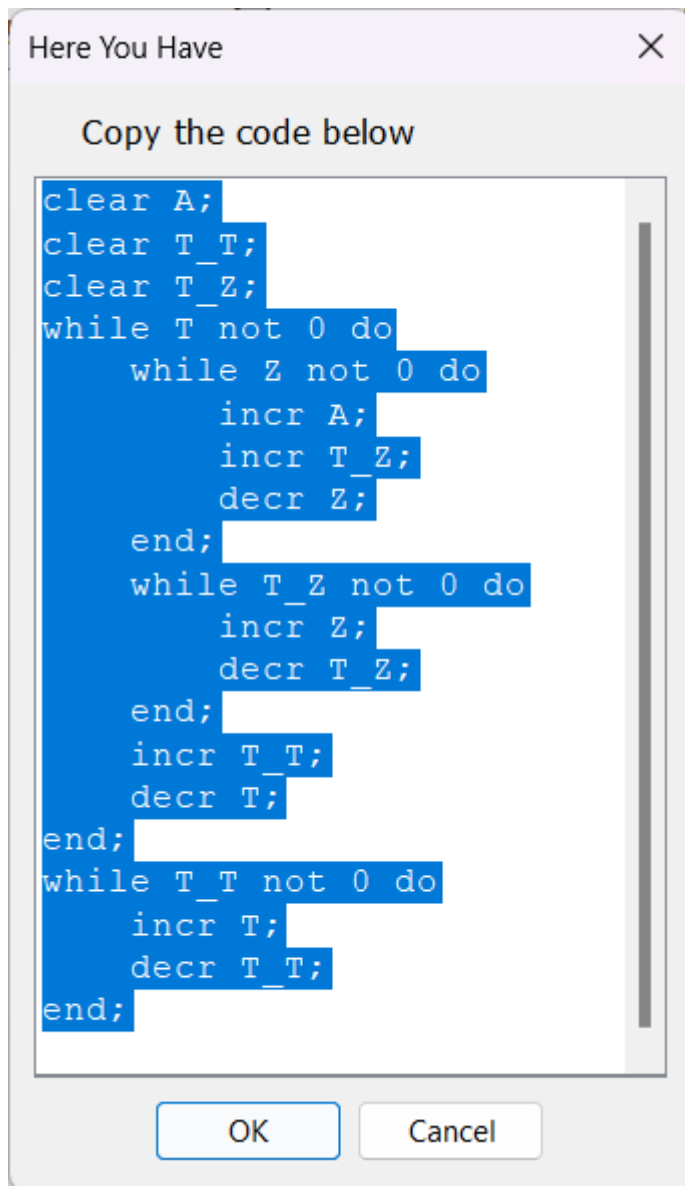 Here You Have
Copy the code below
clear A;
clear T_T;
clear T_Z;
while T not 0 do
    while Z not 0 do
        incr A;
        incr T_Z;
        decr Z;
    end;
    while T_Z not 0 do
        incr Z;
        decr T_Z;
    end;
    incr T_T;
    decr T;
end;
while T_T not 0 do
    incr T;
    decr T_T;
end;
OK Cancel